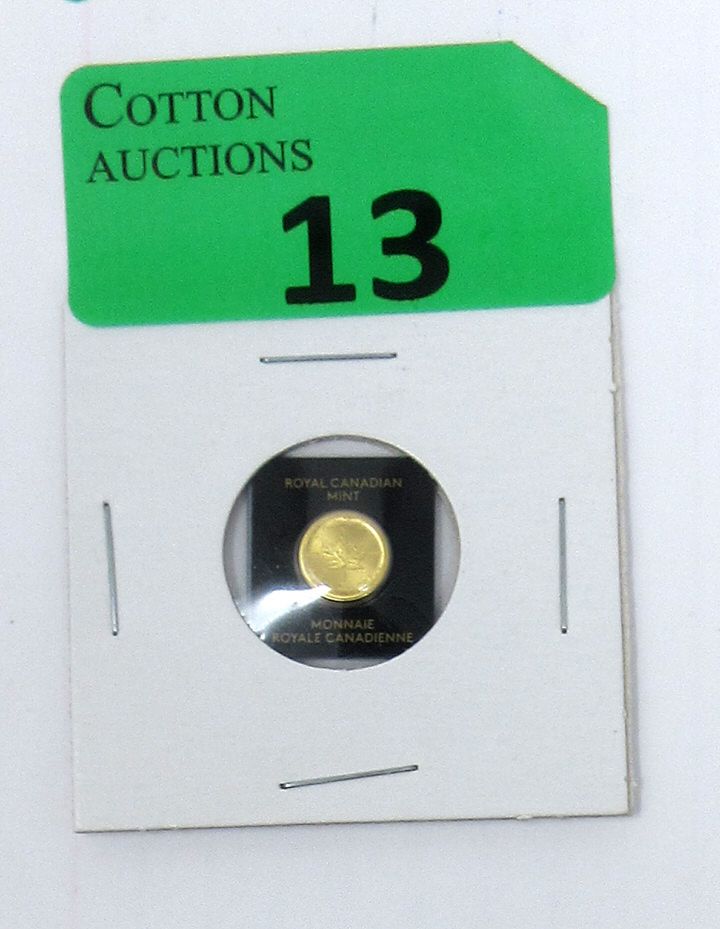 COTTON
AUCTIONS
13
ROYAL CANADIAN
MINT
MONNAIE
ROYALE CANADIENNE